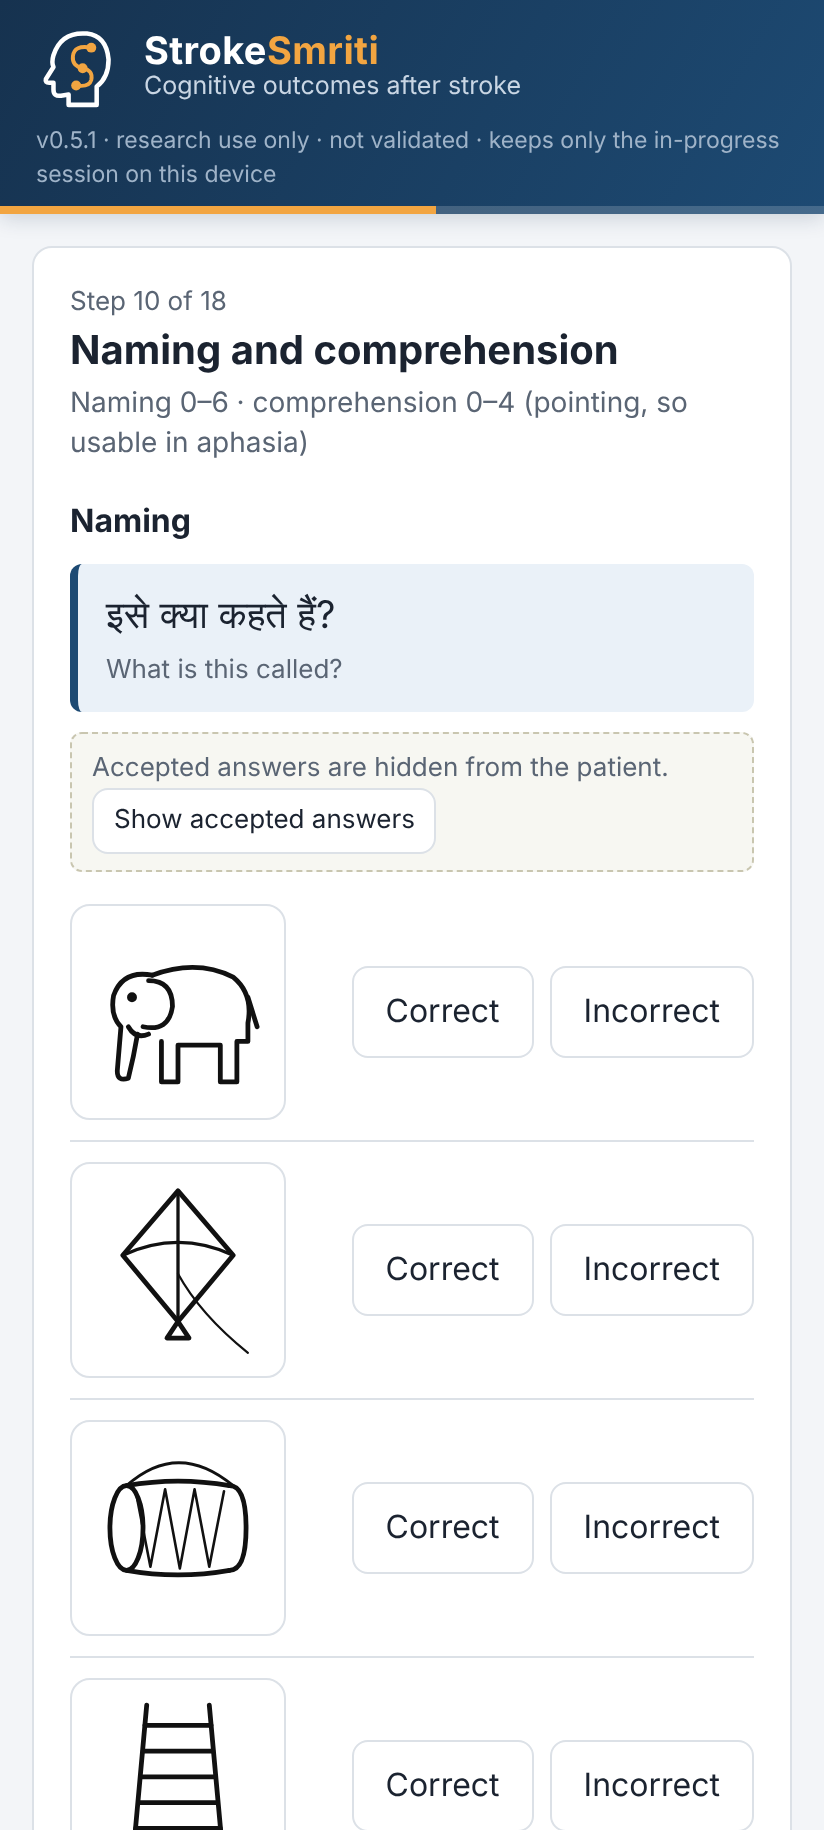 StrokeSmriti
Cognitive outcomes after stroke
v0.5.1 · research use only · not validated · keeps only the in-progress
session on this device
Step 10 of 18
Naming and comprehension
Naming 0–6 · comprehension 0–4 (pointing, so
usable in aphasia)
Naming
इसे क्या कहते हैं?
What is this called?
Accepted answers are hidden from the patient.
Show accepted answers
Correct Incorrect
Correct Incorrect
Correct Incorrect
Correct Incorrect